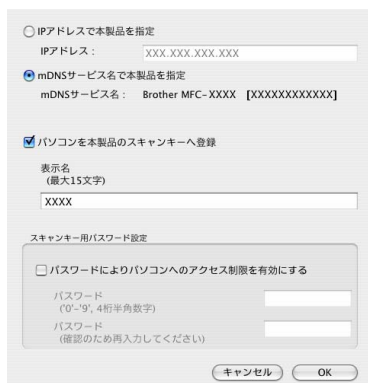 IPアドレスで本製品を指定
IPアドレス： XXX.XXX.XXX.XXX
mDNSサービス名で本製品を指定
mDNSサービス名： Brother MFC-XXXX [XXXXXXXXXXXX]
パソコンを本製品のスキャンキーへ登録
表示名
(最大15文字)
XXXX
スキャンキー用パスワード設定
パスワードによりパソコンへのアクセス制限を有効にする
パスワード
('0'-'9', 4桁半角数字)
パスワード
(確認のため再入力してください)
キャンセル OK